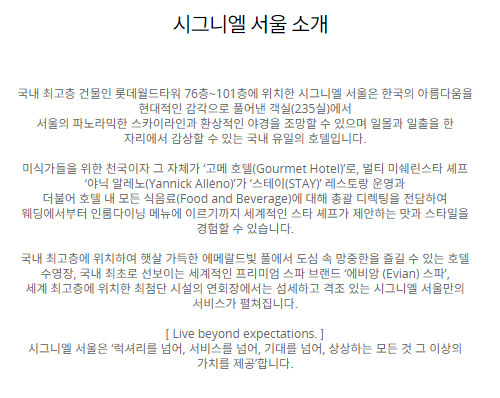 시그니엘 서울 소개
국내 최고층 건물인 롯데월드타워 76층~101층에 위치한 시그니엘 서울은 한국의 아름다움을
현대적인 감각으로 풀어낸 객실(235실)에서
서울의 파노라믹한 스카이라인과 환상적인 야경을 조망할 수 있으며 일몰과 일출을 한
자리에서 감상할 수 있는 국내 유일의 호텔입니다.
미식가들을 위한 천국이자 그 자체가 ‘고메 호텔(Gourmet Hotel)’로, 멀티 미쉐린스타 셰프
‘야닉 알레노(Yannick Alléno)’가 ‘스테이(STAY)’ 레스토랑 운영과
더불어 호텔 내 모든 식음료(Food and Beverage)에 대해 총괄 디렉팅을 전담하여
웨딩에서부터 인룸다이닝 메뉴에 이르기까지 세계적인 스타 셰프가 제안하는 맛과 스타일을
경험할 수 있습니다.
국내 최고층에 위치하여 햇살 가득한 에메랄드빛 풀에서 도심 속 망중한을 즐길 수 있는 호텔
수영장, 국내 최초로 선보이는 세계적인 프리미엄 스파 브랜드 ‘에비앙 (Evian) 스파’,
세계 최고층에 위치한 최첨단 시설의 연회장에서는 섬세하고 격조 있는 시그니엘 서울만의
서비스가 펼쳐집니다.
[ Live beyond expectations. ]
시그니엘 서울은 ‘럭셔리를 넘어, 서비스를 넘어, 기대를 넘어, 상상하는 모든 것 그 이상의
가치를 제공’합니다.